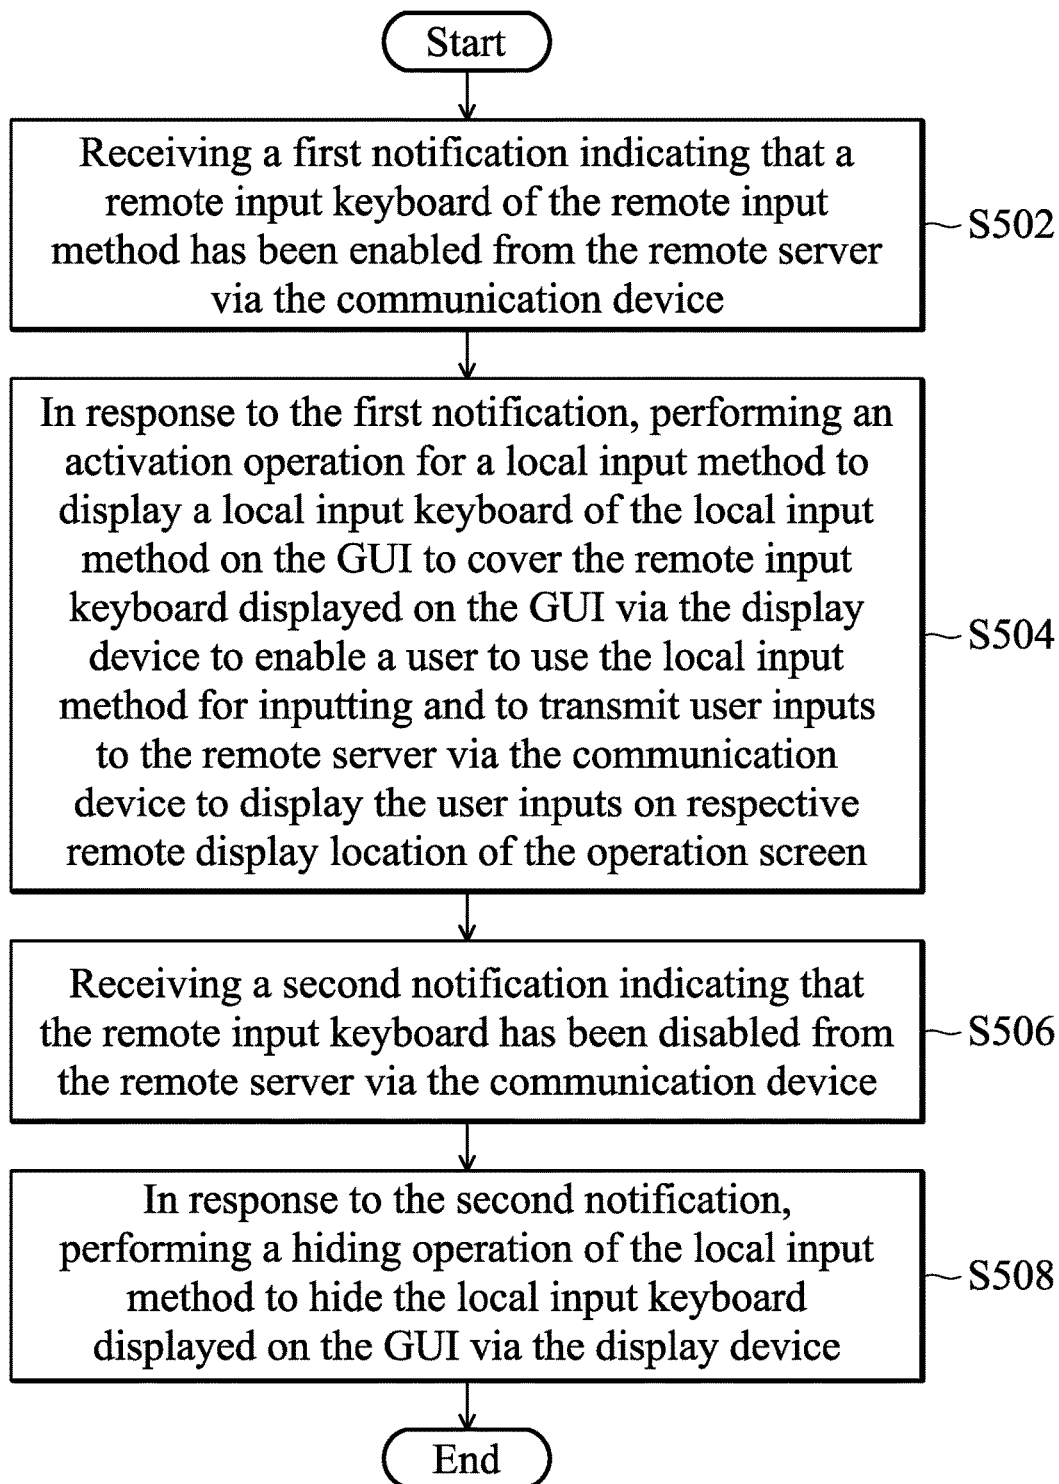 Start
Receiving a first notification indicating that a
remote input keyboard of the remote input
method has been enabled from the remote server
via the communication device
S502
In response to the first notification, performing an
activation operation for a local input method to
display a local input keyboard of the local input
method on the GUI to cover the remote input
keyboard displayed on the GUI via the display
device to enable a user to use the local input
method for inputting and to transmit user inputs
to the remote server via the communication
device to display the user inputs on respective
remote display location of the operation screen
S504
Receiving a second notification indicating that
the remote input keyboard has been disabled from
the remote server via the communication device
S506
In response to the second notification,
performing a hiding operation of the local input
method to hide the local input keyboard
displayed on the GUI via the display device
S508
End